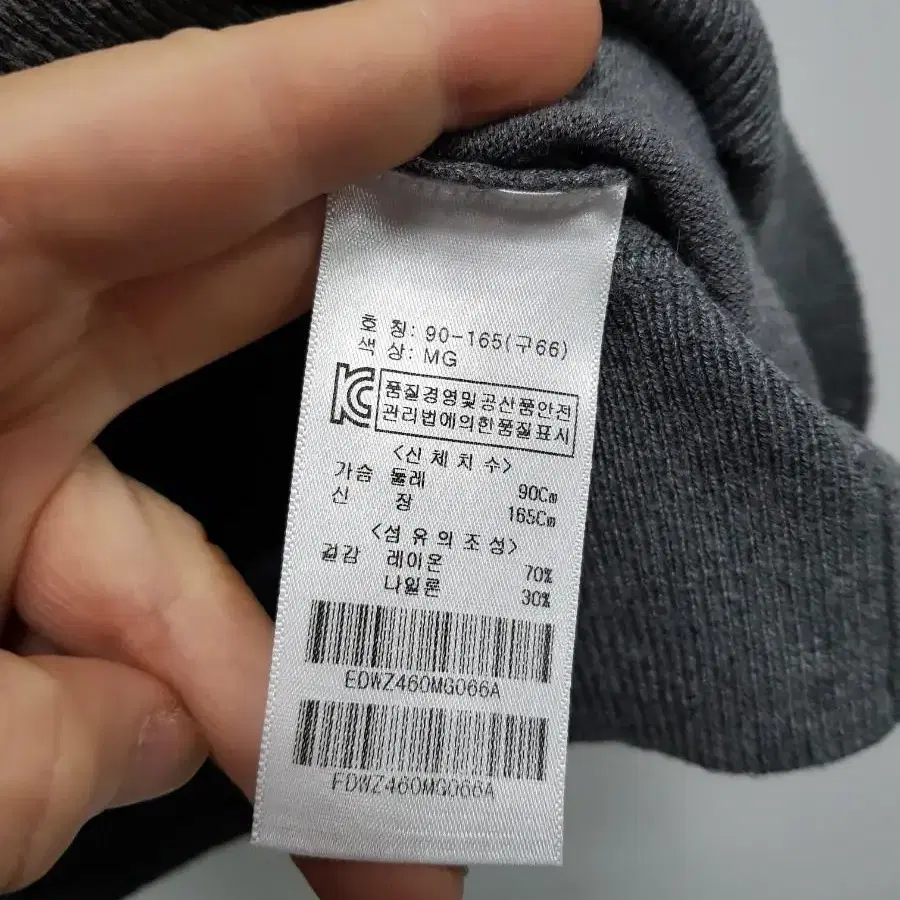 호 칭: 90-165(구66)
색 상: MG
품질경영및공산품안전
관리법에의한품질표시
<신체치수>
가슴 둘레 90Cm
신 장 165Cm
<섬유의조성>
겉감 레이온 70%
나일론 30%
EDWZ460MG066A
EDWZ460MG066A